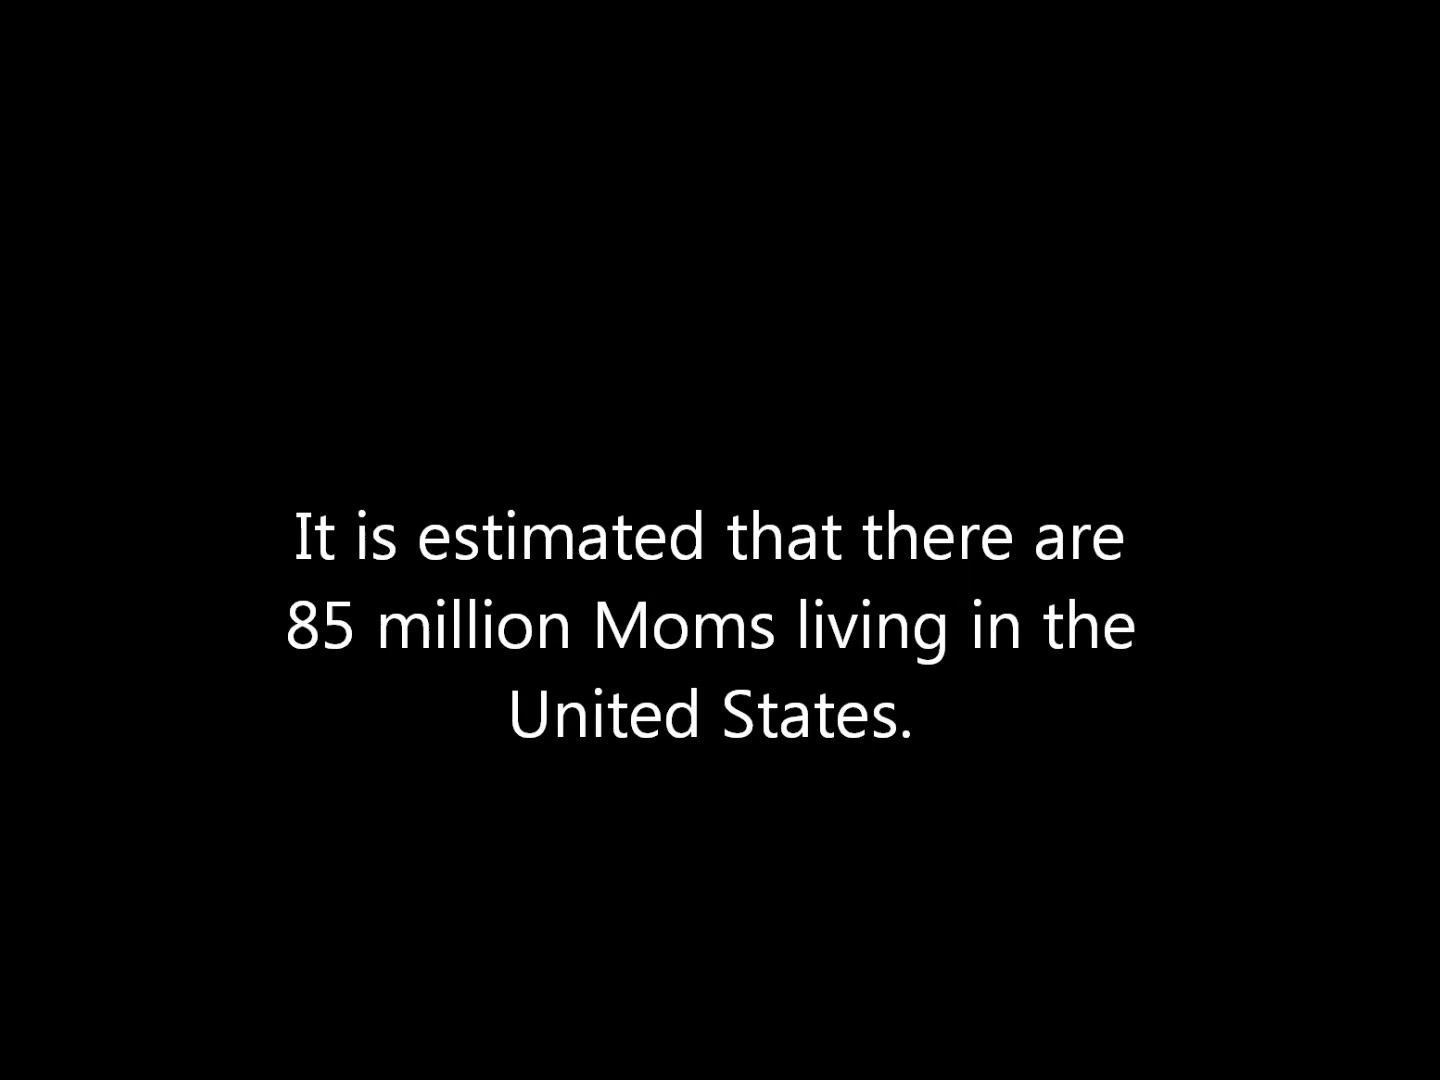 It is estimated that there are
85 million Moms living in the
United States.